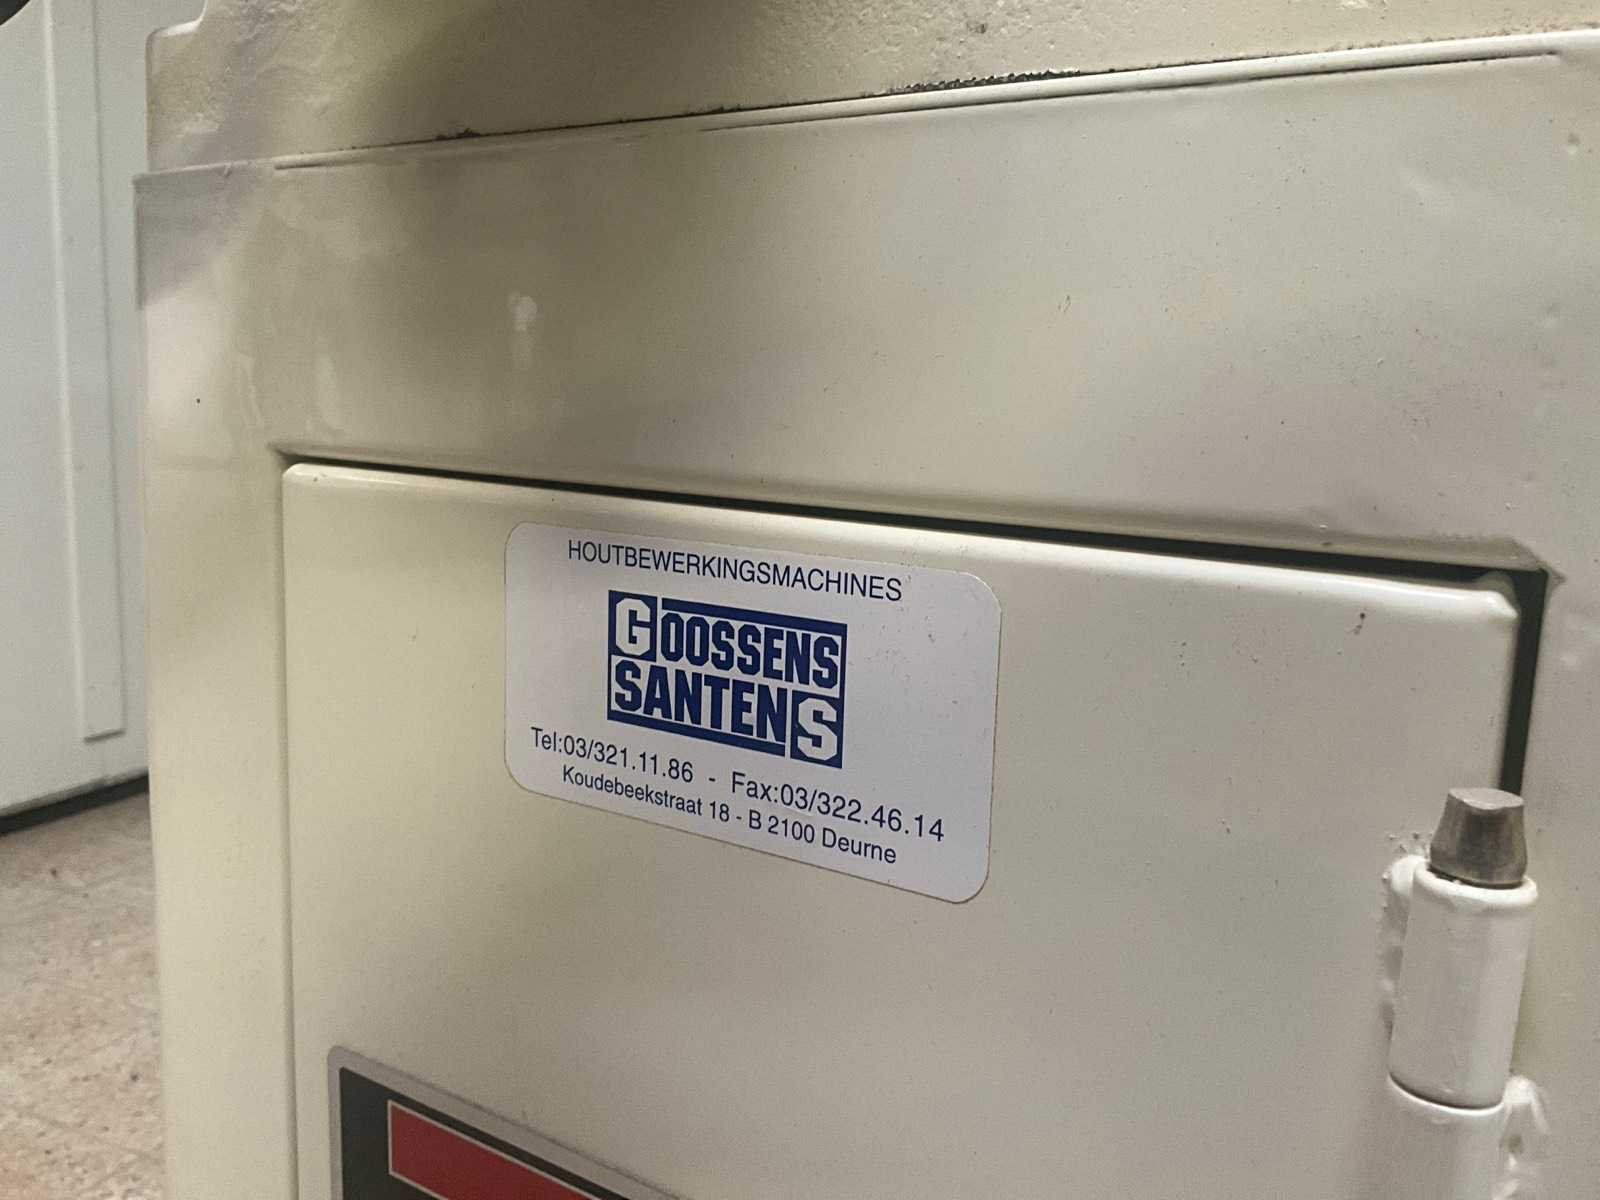 HOUTBEWERKINGSMACHINES
GOOSSENS
SANTENS
Tel:03/321.11.86 - Fax:03/322.46.14
Koudebeekstraat 18 - B 2100 Deurne